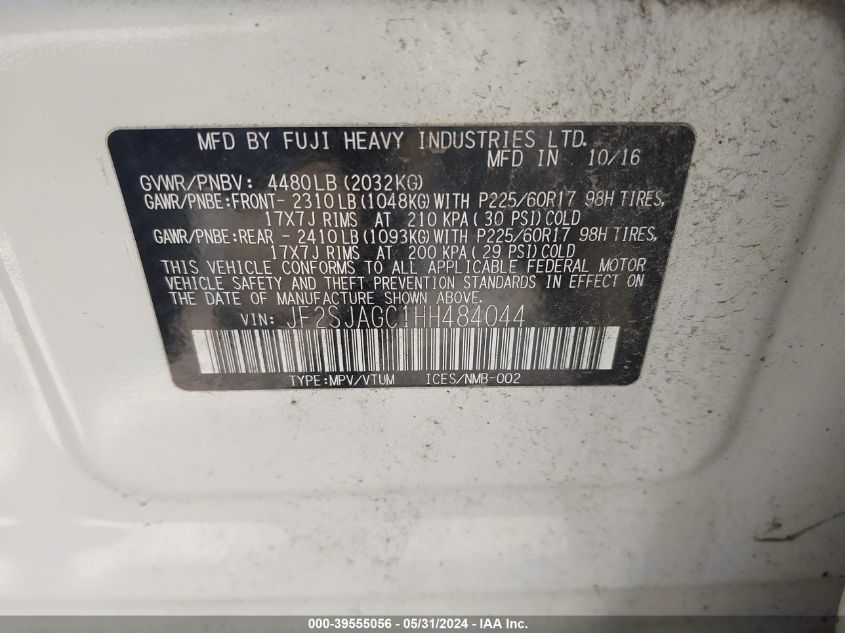 MFD BY FUJI HEAVY INDUSTRIES LTD.
MFD IN 10/16
GVWR/PNBV: 4480LB(2032KG)
GAWR/PNBE:FRONT- 2310LB(1048KG)WITH P225/60R17 98H TIRES,
17X7J RIMS AT 210 KPA(30 PSI)COLD
GAWR/PNBE:REAR - 2410LB(1093KG)WITH P225/60R17 98H TIRES,
17X7J RIMS AT 200 KPA(29 PSI)COLD
THIS VEHICLE CONFORMS TO ALL APPLICABLE FEDERAL MOTOR
VEHICLE SAFETY AND THEFT PREVENTION STANDARDS IN EFFECT ON
THE DATE OF MANUFACTURE SHOWN ABOVE.
VIN: JF2SJAGC1HH484044
TYPE:MPV/VTUM ICES/NMB-002
000-39555056 - 05/31/2024 - IAA Inc.